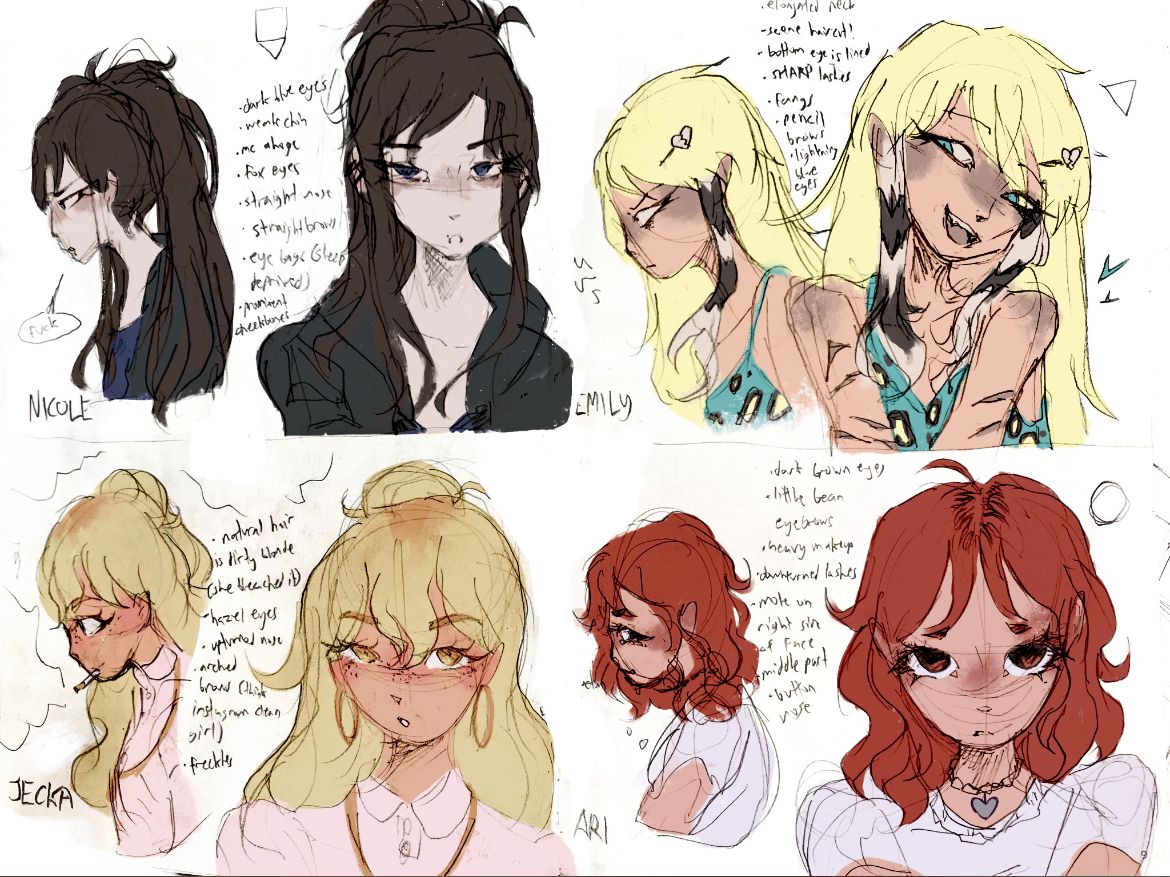 · dark blue eyes
· weak chin
· fox eyes
· straight nose
· straight brows
· eye bags (sleep
deprived)
· prominent
cheekbones
fuck
NICOLE
· elongated neck
· scene haircut!
· bottom eye is lined
· SHARP lashes
· fangs
· pencil
brows
· lightning
blue
eyes
EMILY
· natural hair
is dirty blonde
(she bleached it)
· hazel eyes
· upturned nose
· arched
brows (think
instagram clean
girl)
· freckles
JECKA
· dark brown eyes
· little bean
eyebrows
· heavy makeup
· downturned lashes
· mole on
right sin
of face
middle part
· button
nose
ARI